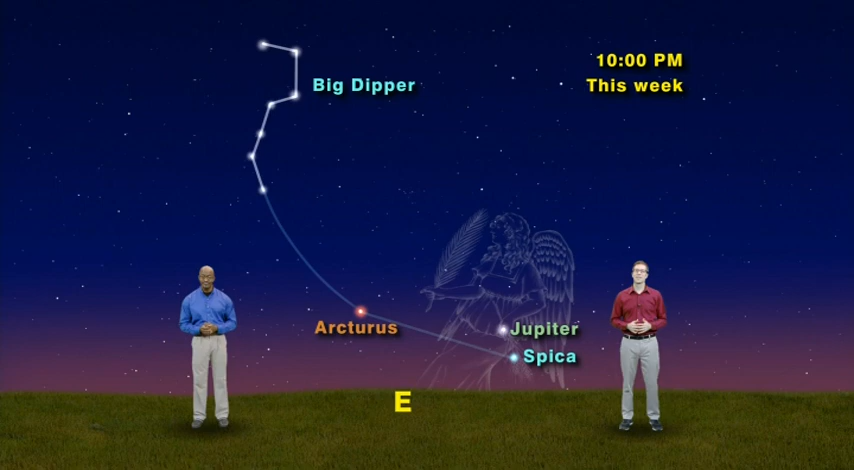 10:00 PM
This week
Big Dipper
Arcturus
Jupiter
Spica
E